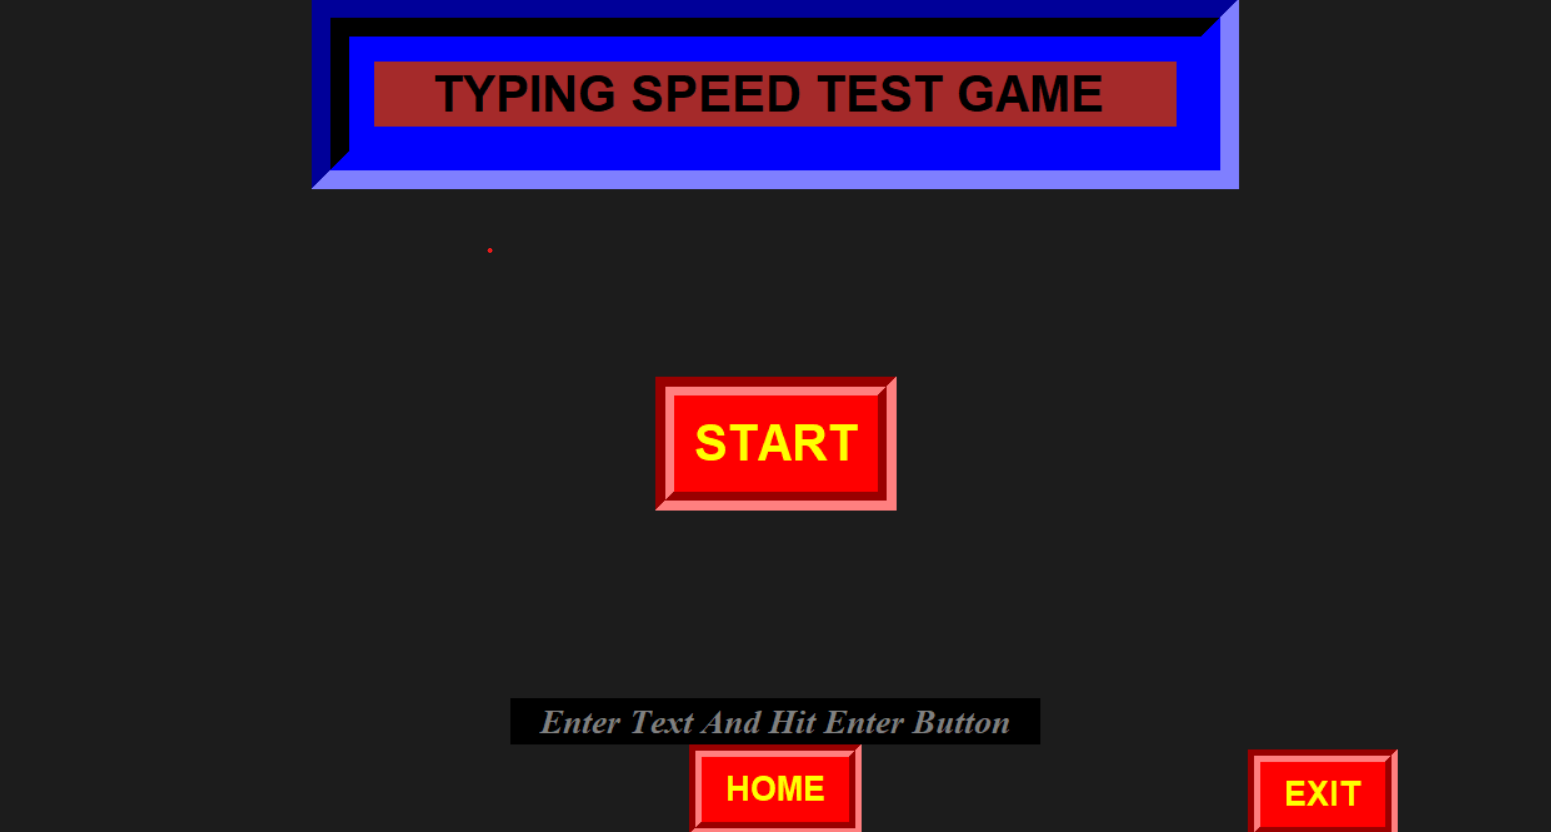 TYPING SPEED TEST GAME
START
Enter Text And Hit Enter Button
HOME
EXIT